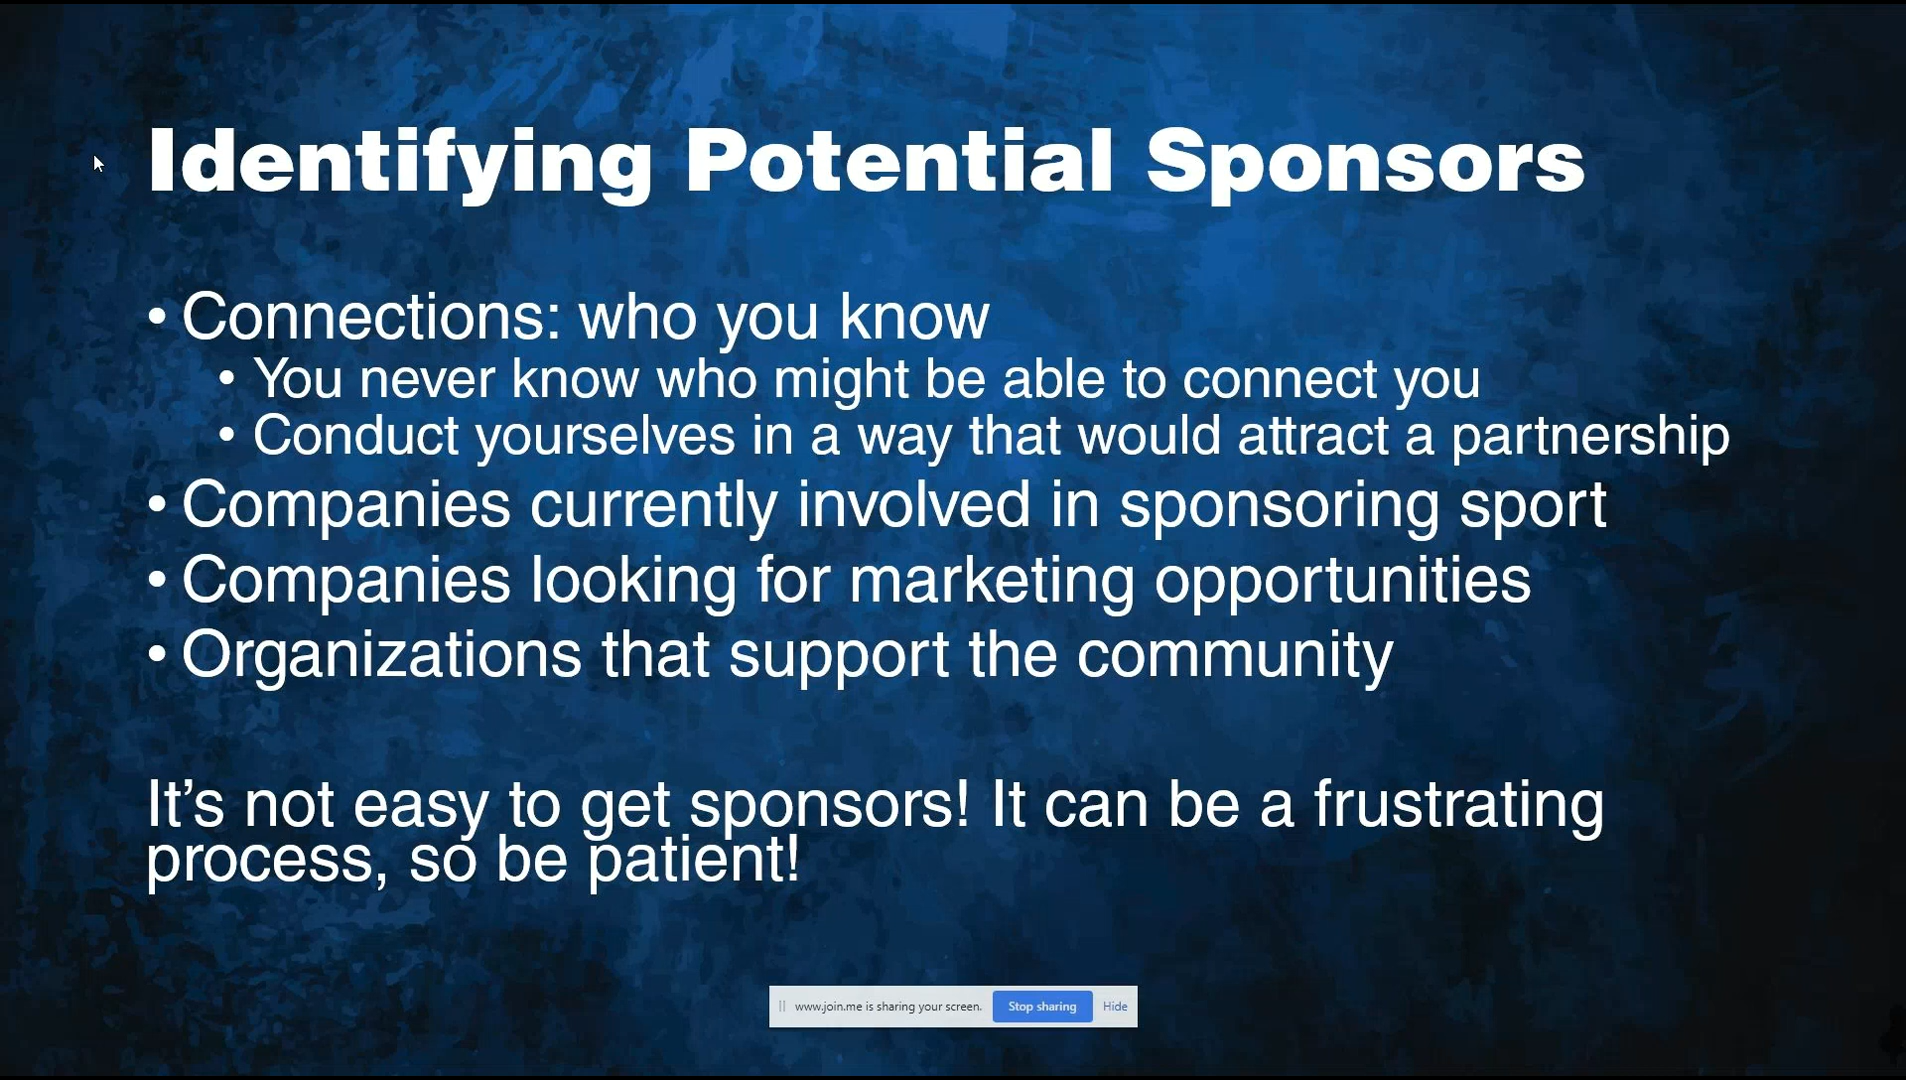 Identifying Potential Sponsors
• Connections: who you know
• You never know who might be able to connect you
• Conduct yourselves in a way that would attract a partnership
• Companies currently involved in sponsoring sport
• Companies looking for marketing opportunities
• Organizations that support the community
It’s not easy to get sponsors! It can be a frustrating
process, so be patient!
www.join.me is sharing your screen. Stop sharing Hide